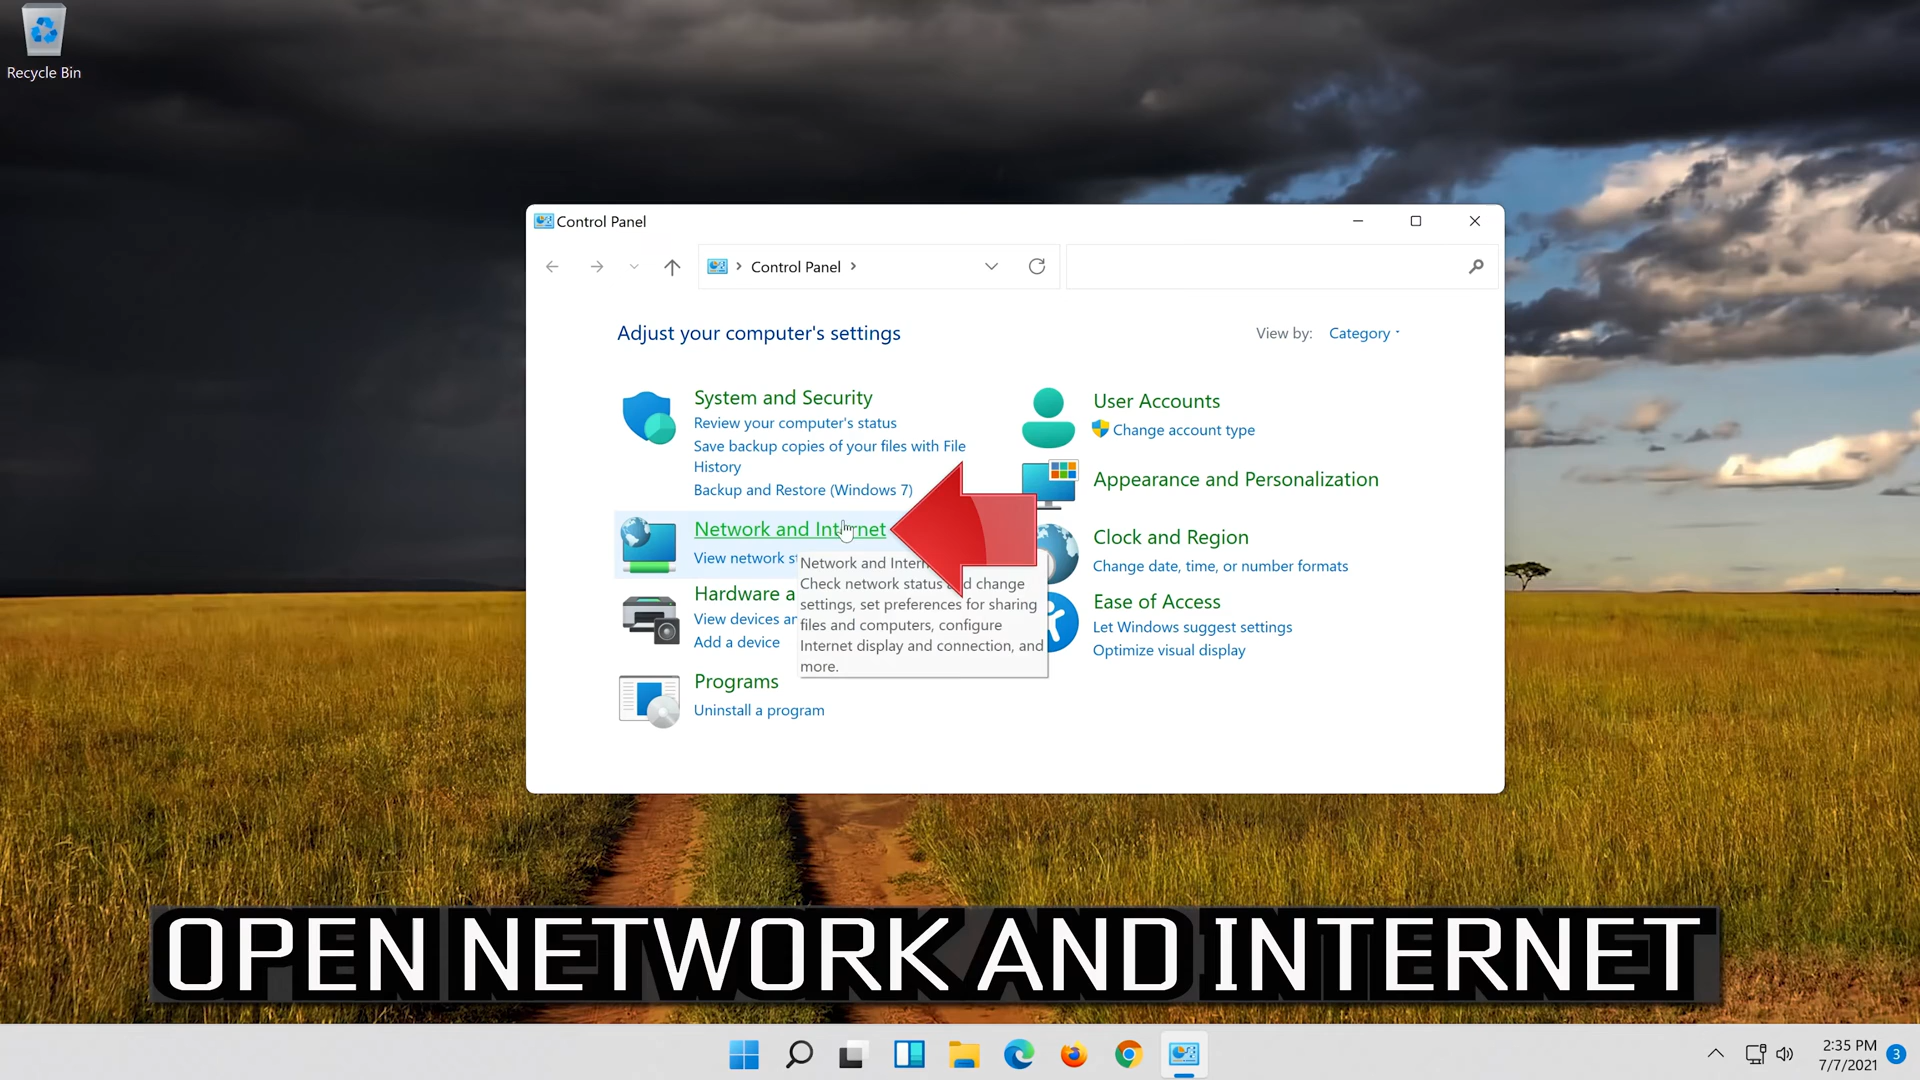 Recycle Bin
Control Panel
Control Panel
Adjust your computer's settings
View by: Category
System and Security
Review your computer's status
Save backup copies of your files with File
History
Backup and Restore (Windows 7)
Network and Internet
View network
Network and
Check network status and change
settings, set preferences for sharing
files and computers, configure
Internet display and connection, and
more.
Hardware
View devices
Add a device
Programs
Uninstall a program
User Accounts
Change account type
Appearance and Personalization
Clock and Region
Change date, time, or number formats
Ease of Access
Let Windows suggest settings
Optimize visual display
OPEN NETWORK AND INTERNET
2:35 PM
7/7/2021
3